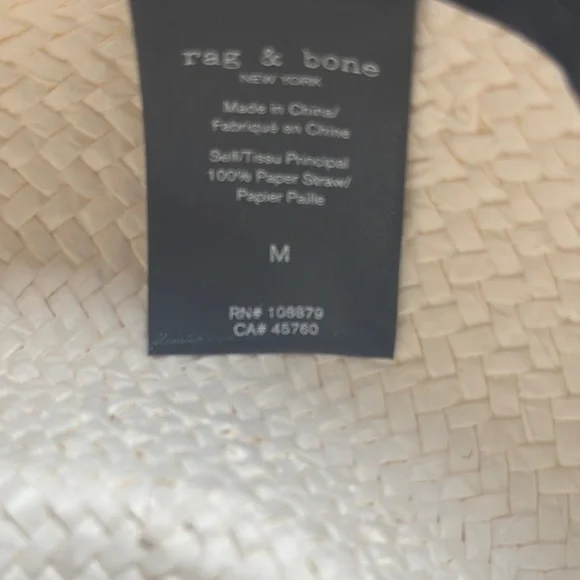 rag & bone
NEW YORK
Made in China/
Fabriqué en Chine
Self/Tissu Principal
100% Paper Straw/
Papier Paille
M
RN# 108879
CA# 45760